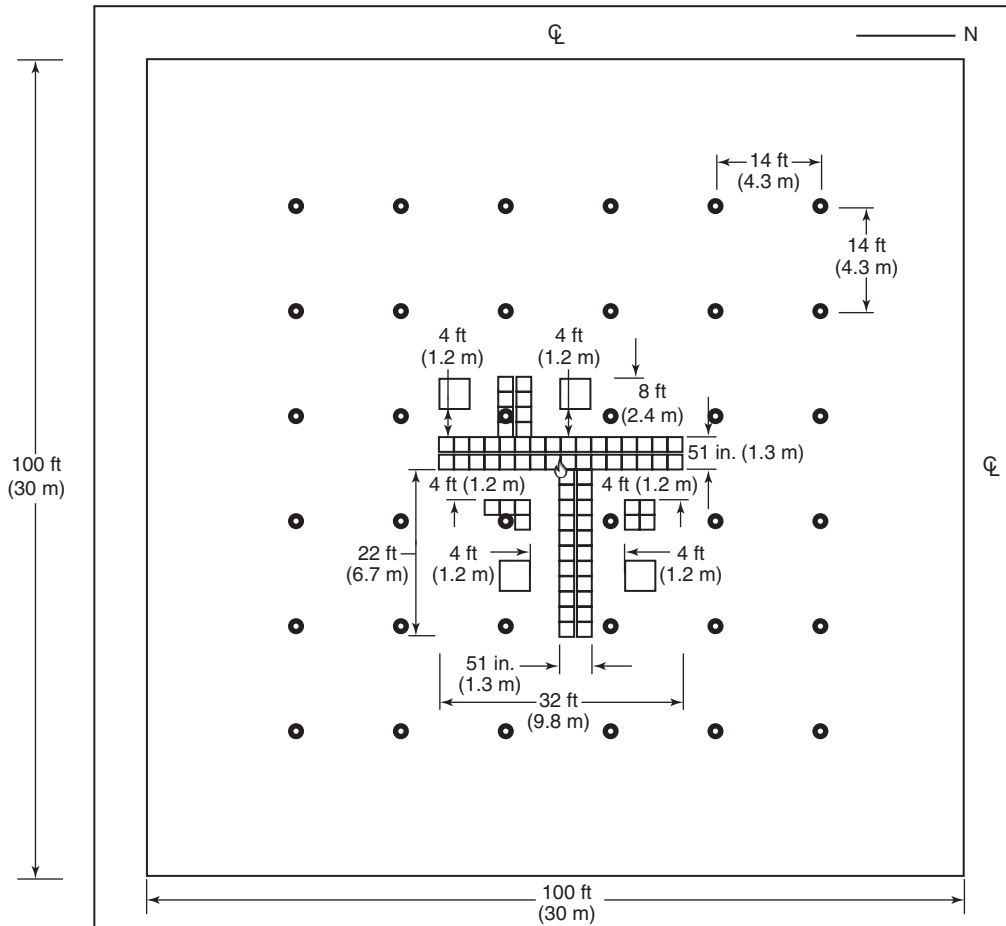 ℄
N
14 ft
(4.3 m)
14 ft
(4.3 m)
4 ft
(1.2 m)
4 ft
(1.2 m)
8 ft
(2.4 m)
100 ft
(30 m)
51 in. (1.3 m)
℄
4 ft (1.2 m)
4 ft (1.2 m)
22 ft
(6.7 m)
4 ft
(1.2 m)
4 ft
(1.2 m)
51 in.
(1.3 m)
32 ft
(9.8 m)
100 ft
(30 m)